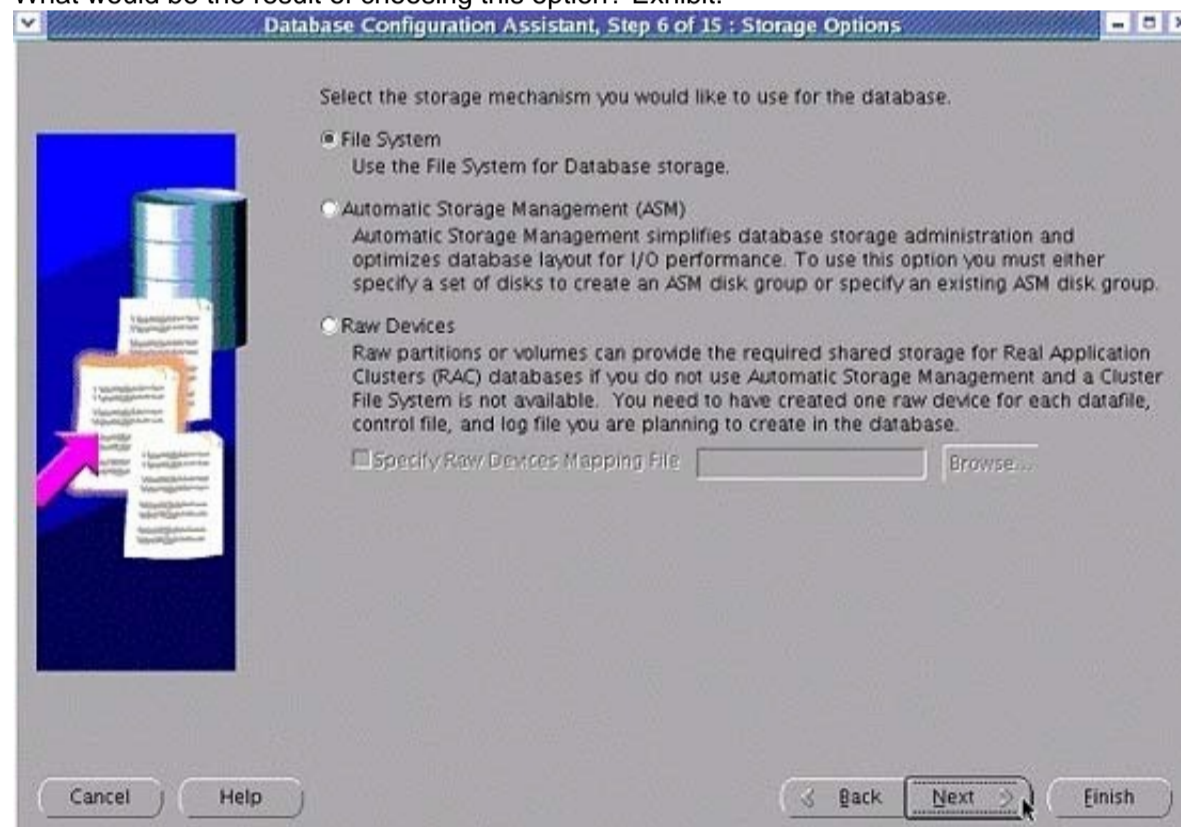 What would be the result of choosing this option? Exhibit:
Database Configuration Assistant, Step 6 of 15 : Storage Options
Select the storage mechanism you would like to use for the database.
File System
Use the File System for Database storage.
Automatic Storage Management (ASM)
Automatic Storage Management simplifies database storage administration and
optimizes database layout for I/O performance. To use this option you must either
specify a set of disks to create an ASM disk group or specify an existing ASM disk group.
Raw Devices
Raw partitions or volumes can provide the required shared storage for Real Application
Clusters (RAC) databases if you do not use Automatic Storage Management and a Cluster
File System is not available. You need to have created one raw device for each datafile,
control file, and log file you are planning to create in the database.
Specify Raw Devices Mapping File Browse...
Cancel Help Back Next Finish